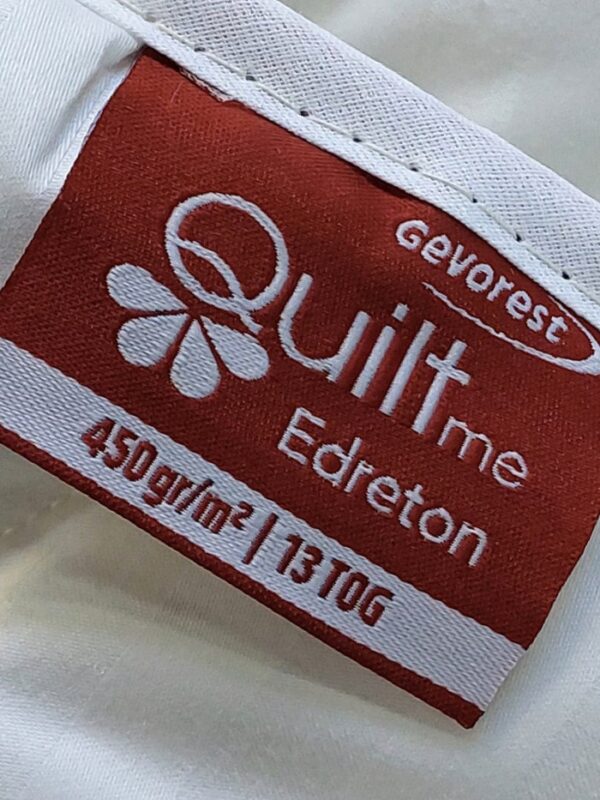 Gevorest
Quilt me
Edreton
450 gr/m² | 13 TOG